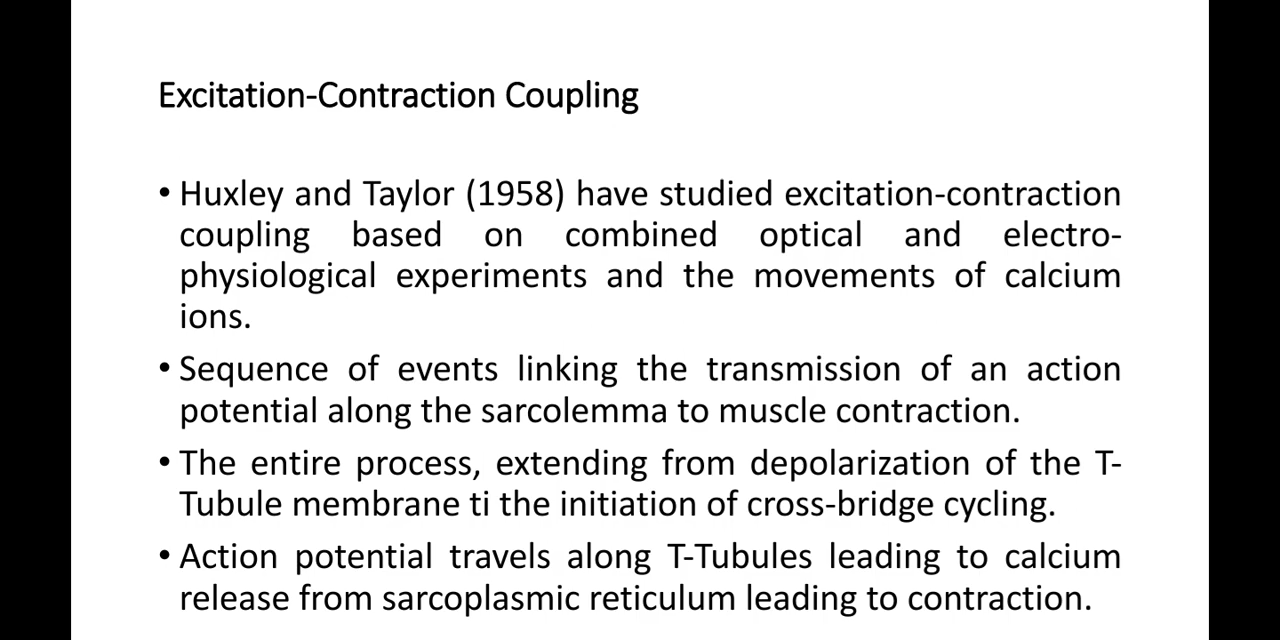 Excitation-Contraction Coupling
• Huxley and Taylor (1958) have studied excitation-contraction
coupling based on combined optical and electro-
physiological experiments and the movements of calcium
ions.
• Sequence of events linking the transmission of an action
potential along the sarcolemma to muscle contraction.
• The entire process, extending from depolarization of the T-
Tubule membrane ti the initiation of cross-bridge cycling.
• Action potential travels along T-Tubules leading to calcium
release from sarcoplasmic reticulum leading to contraction.